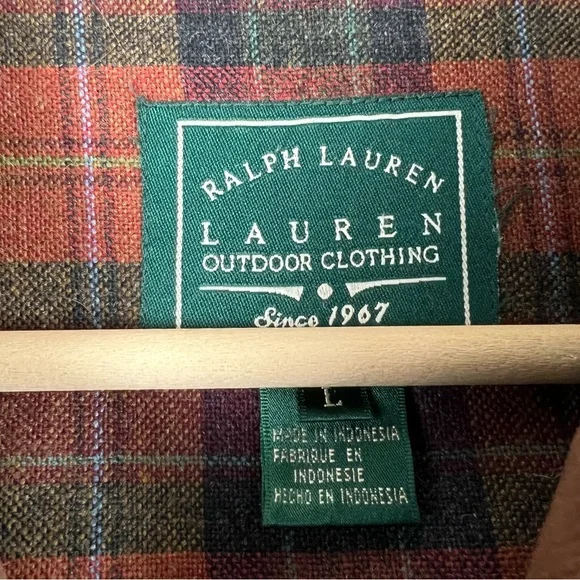 RALPH LAUREN
LAUREN
OUTDOOR CLOTHING
Since 1967
L
MADE IN INDONESIA
FABRIQUE EN
INDONESIE
HECHO EN INDONESIA